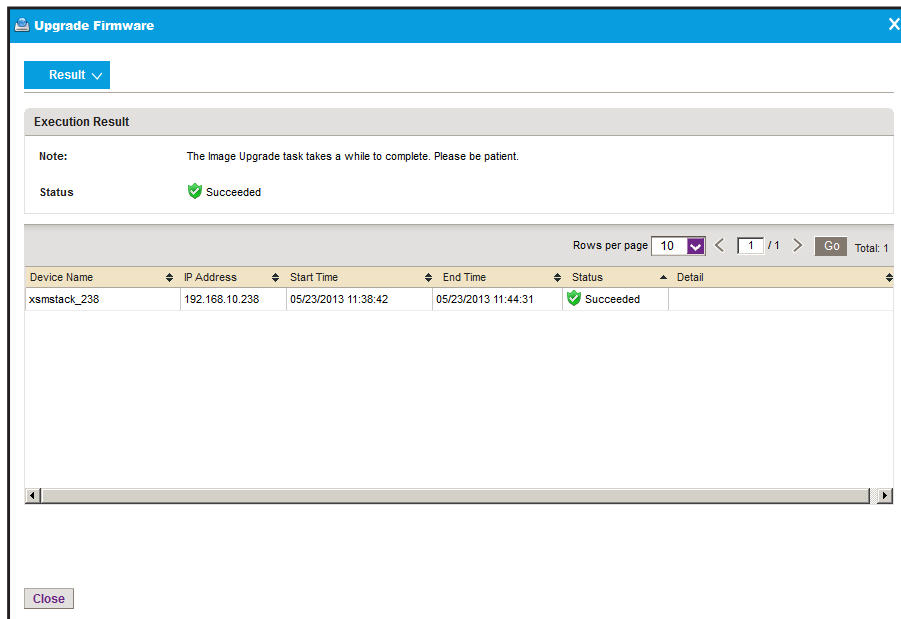 Upgrade Firmware X
Result
Execution Result
Note: The Image Upgrade task takes a while to complete. Please be patient.
Status Succeeded
Rows per page 10 1 / 1 Go Total: 1
Device Name IP Address Start Time End Time Status Detail
xsmstack_238 192.168.10.238 05/23/2013 11:38:42 05/23/2013 11:44:31 Succeeded
Close